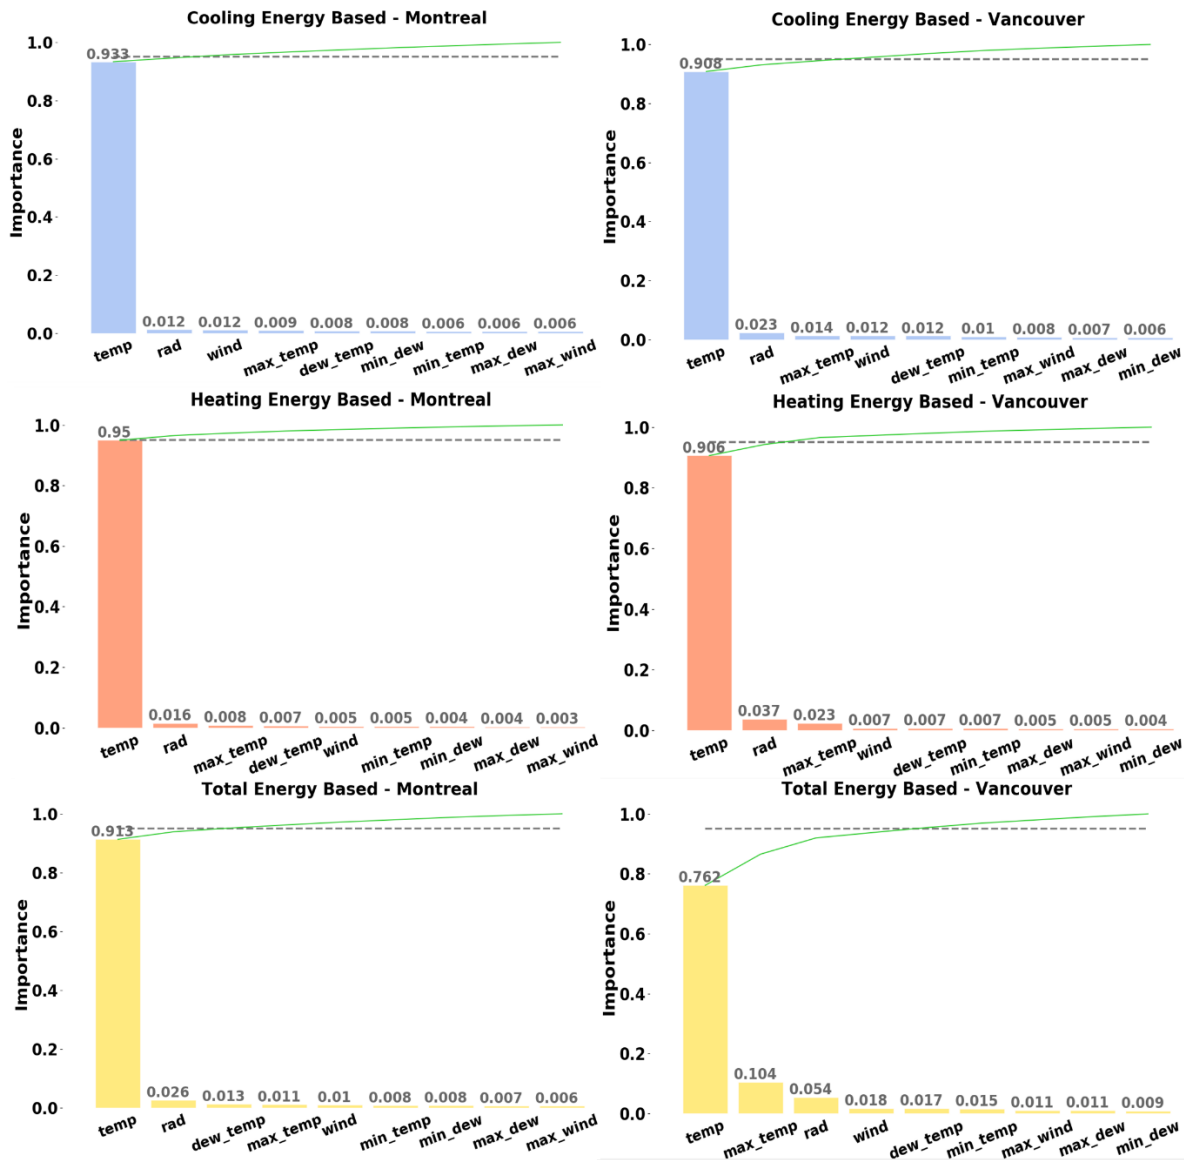 Cooling Energy Based - Montreal
Importance
1.0
0.8
0.6
0.4
0.2
0.0
0.933
0.012
0.012
0.009
0.008
0.008
0.006
0.006
0.006
temp
rad
wind
max_temp
dew_temp
min_dew
min_temp
max_dew
max_wind
Cooling Energy Based - Vancouver
Importance
1.0
0.8
0.6
0.4
0.2
0.0
0.908
0.023
0.014
0.012
0.012
0.01
0.008
0.007
0.006
temp
rad
max_temp
wind
dew_temp
min_temp
max_wind
max_dew
min_dew
Heating Energy Based - Montreal
Importance
1.0
0.8
0.6
0.4
0.2
0.0
0.95
0.016
0.008
0.007
0.005
0.005
0.004
0.004
0.003
temp
rad
max_temp
dew_temp
wind
min_temp
min_dew
max_dew
max_wind
Heating Energy Based - Vancouver
Importance
1.0
0.8
0.6
0.4
0.2
0.0
0.906
0.037
0.023
0.007
0.007
0.007
0.005
0.005
0.004
temp
rad
max_temp
wind
dew_temp
min_temp
max_dew
max_wind
min_dew
Total Energy Based - Montreal
Importance
1.0
0.8
0.6
0.4
0.2
0.0
0.913
0.026
0.013
0.011
0.01
0.008
0.008
0.007
0.006
temp
rad
dew_temp
max_temp
wind
min_temp
min_dew
max_dew
max_wind
Total Energy Based - Vancouver
Importance
1.0
0.8
0.6
0.4
0.2
0.0
0.762
0.104
0.054
0.018
0.017
0.015
0.011
0.011
0.009
temp
max_temp
rad
wind
dew_temp
min_temp
max_wind
max_dew
min_dew